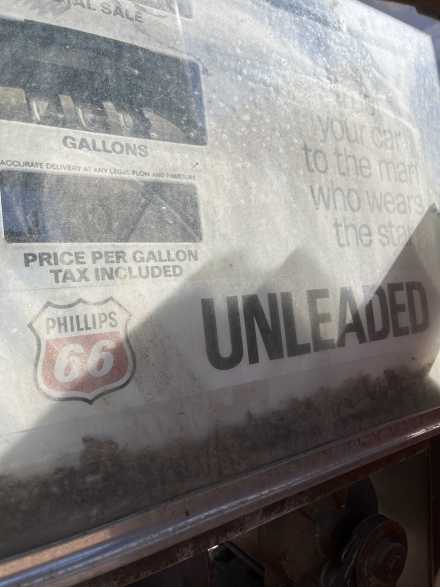 TOTAL SALE
GALLONS
ACCURATE DELIVERY AT ANY LEGAL FLOW AND PRESSURE
PRICE PER GALLON
TAX INCLUDED
your car
to the man
who wears
the star
PHILLIPS
66
UNLEADED